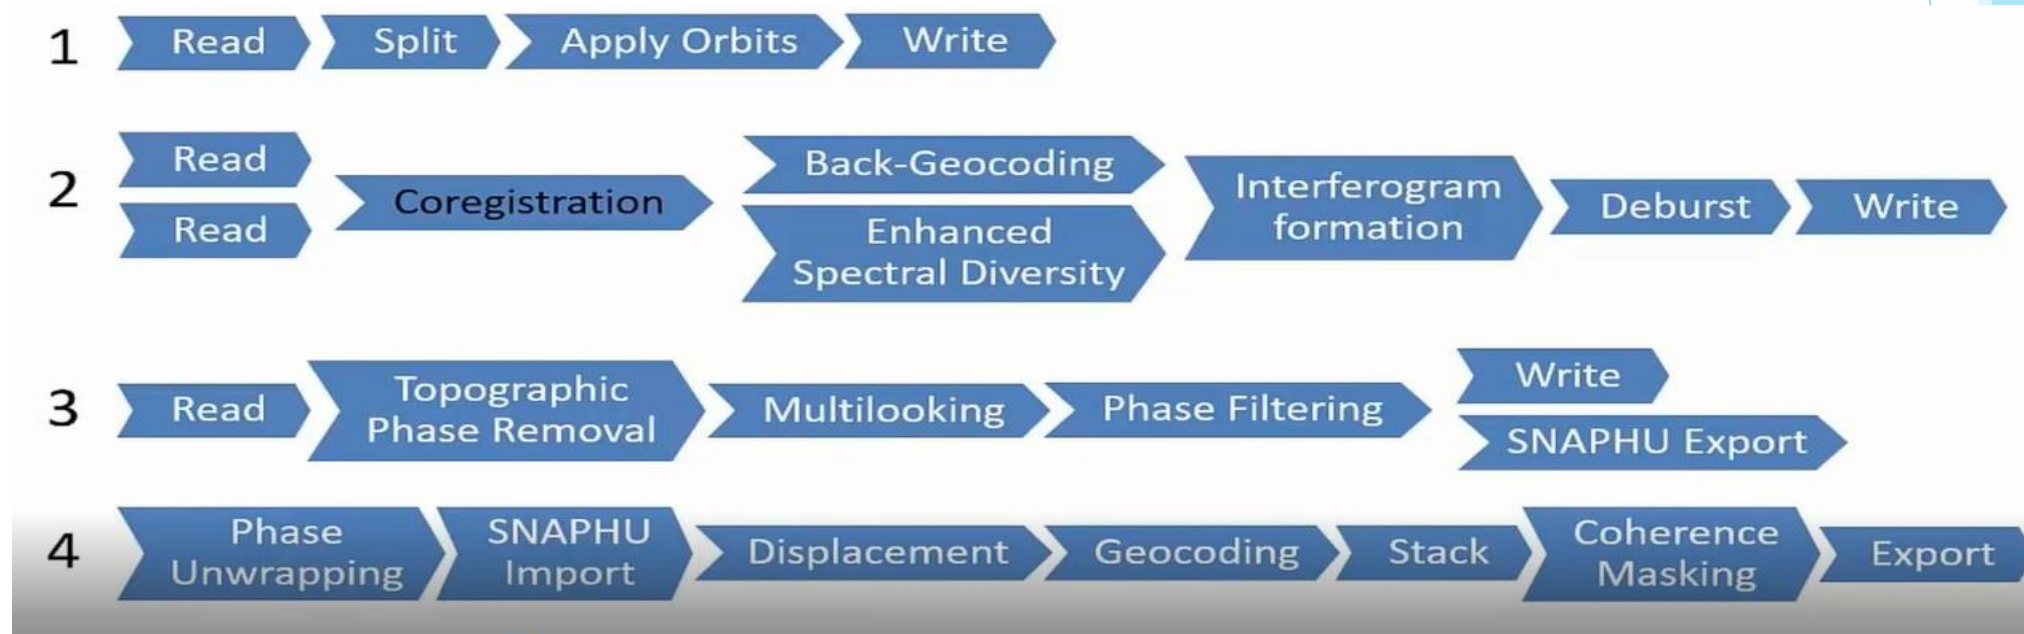 1 Read Split Apply Orbits Write
2
Read
Read
Coregistration
Back-Geocoding
Enhanced
Spectral Diversity
Interferogram
formation
Deburst
Write
3
Read
Topographic
Phase Removal
Multilooking
Phase Filtering
Write
SNAPHU Export
4
Phase
Unwrapping
SNAPHU
Import
Displacement
Geocoding
Stack
Coherence
Masking
Export